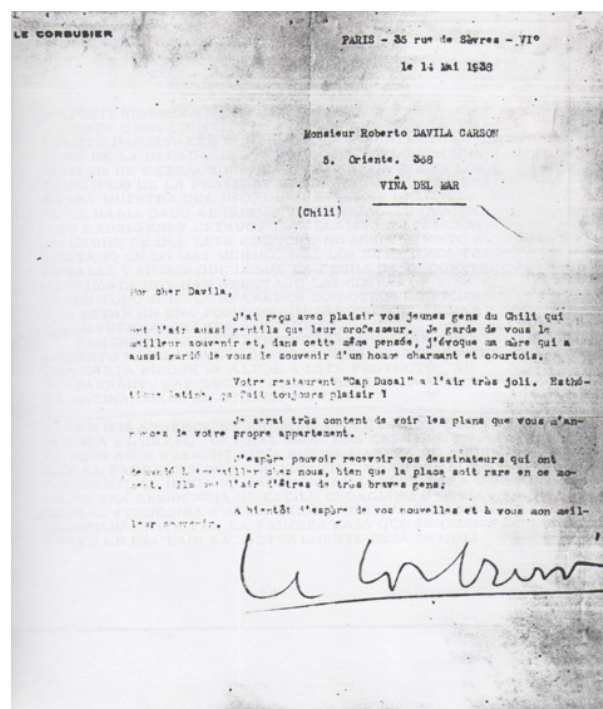 LE CORBUSIER
PARIS - 35 rue de Sèvres - VI°
le 14 Mai 1938
Monsieur Roberto DAVILA CARSON
5. Oriente. 368
VIÑA DEL MAR
(Chili)
Mon cher Davila,
J'ai reçu avec plaisir vos jeunes gens du Chili qui
ont l'air aussi gentils que leur professeur. Je garde de vous le
meilleur souvenir et, dans cette même pensée, j'évoque ma mère qui a
aussi parlé de vous le souvenir d'un homme charmant et courtois.
Votre restaurant "Cap Ducal" a l'air très joli. Esthé-
tique latine, ça fait toujours plaisir !
Je serai très content de voir les plans que vous m'an-
noncez de votre propre appartement.
J'espère pouvoir recevoir vos dessinateurs qui ont
demandé à travailler chez nous, bien que la place soit rare en ce mo-
ment. Ils ont l'air d'êtres de très braves gens.
A bientôt j'espère de vos nouvelles et à vous mon meil-
leur souvenir.
Le Corbusier